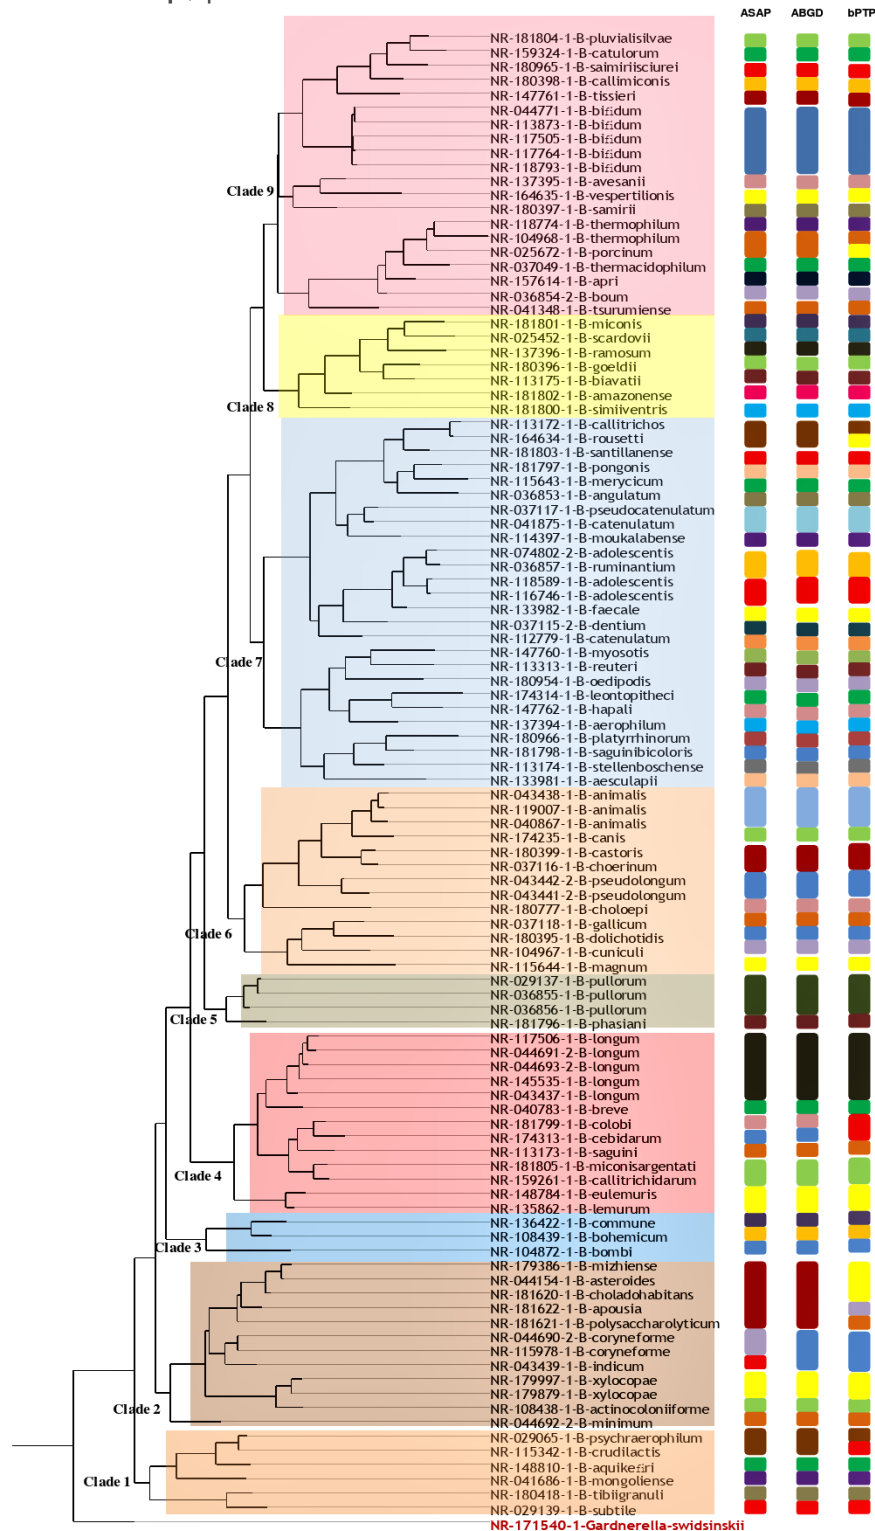 ASAP ABGD bPTP
NR-181804-1-B-pluvialisilvae
NR-159324-1-B-catulorum
NR-180965-1-B-saimiriisciurei
NR-180398-1-B-callimiconis
NR-147761-1-B-tissieri
NR-044771-1-B-bifidum
NR-113873-1-B-bifidum
NR-117505-1-B-bifidum
NR-117764-1-B-bifidum
NR-118793-1-B-bifidum
NR-137395-1-B-avesanii
Clade 9
NR-164635-1-B-vespertilionis
NR-180397-1-B-samirii
NR-118774-1-B-thermophilum
NR-104968-1-B-thermophilum
NR-025672-1-B-porcinum
NR-037049-1-B-thermacidophilum
NR-157614-1-B-apri
NR-036854-2-B-boum
NR-041348-1-B-tsurumiense
NR-181801-1-B-miconis
NR-025452-1-B-scardovii
NR-137396-1-B-ramosum
NR-180396-1-B-goeldii
NR-113175-1-B-biavatii
NR-181802-1-B-amazonense
Clade 8
NR-181800-1-B-simiiventris
NR-113172-1-B-callitrichos
NR-164634-1-B-rousetti
NR-181803-1-B-santillanense
NR-181797-1-B-pongonis
NR-115643-1-B-merycicum
NR-036853-1-B-angulatum
NR-037117-1-B-pseudocatenulatum
NR-041875-1-B-catenulatum
NR-114397-1-B-moukalabense
NR-074802-2-B-adolescentis
NR-036857-1-B-ruminantium
NR-118589-1-B-adolescentis
NR-116746-1-B-adolescentis
NR-133982-1-B-faecale
NR-037115-2-B-dentium
NR-112779-1-B-catenulatum
NR-147760-1-B-myosotis
Clade 7
NR-113313-1-B-reuteri
NR-180954-1-B-oedipodis
NR-174314-1-B-leontopitheci
NR-147762-1-B-hapali
NR-137394-1-B-aerophilum
NR-180966-1-B-platyrrhinorum
NR-181798-1-B-saguinibicoloris
NR-113174-1-B-stellenboschense
NR-133981-1-B-aesculapii
NR-043438-1-B-animalis
NR-119007-1-B-animalis
NR-040867-1-B-animalis
NR-174235-1-B-canis
NR-180399-1-B-castoris
NR-037116-1-B-choerinum
NR-043442-2-B-pseudolongum
NR-043441-2-B-pseudolongum
NR-180777-1-B-choloepi
NR-037118-1-B-gallicum
Clade 6
NR-180395-1-B-dolichotidis
NR-104967-1-B-cuniculi
NR-115644-1-B-magnum
NR-029137-1-B-pullorum
NR-036855-1-B-pullorum
NR-036856-1-B-pullorum
Clade 5
NR-181796-1-B-phasiani
NR-117506-1-B-longum
NR-044691-2-B-longum
NR-044693-2-B-longum
NR-145535-1-B-longum
NR-043437-1-B-longum
NR-040783-1-B-breve
NR-181799-1-B-colobi
NR-174313-1-B-cebidarum
NR-113173-1-B-saguini
NR-181805-1-B-miconisargentati
Clade 4
NR-159261-1-B-callitrichidarum
NR-148784-1-B-eulemuris
NR-135862-1-B-lemurum
NR-136422-1-B-commune
NR-108439-1-B-bohemicum
Clade 3
NR-104872-1-B-bombi
NR-179386-1-B-mizhiense
NR-044154-1-B-asteroides
NR-181620-1-B-choladohabitans
NR-181622-1-B-apousia
NR-181621-1-B-polysaccharolyticum
NR-044690-2-B-coryneforme
NR-115978-1-B-coryneforme
NR-043439-1-B-indicum
NR-179997-1-B-xylocopae
NR-179879-1-B-xylocopae
Clade 2
NR-108438-1-B-actinocoloniiforme
NR-044692-2-B-minimum
NR-029065-1-B-psychraerophilum
NR-115342-1-B-crudilactis
NR-148810-1-B-aquikefiri
Clade 1
NR-041686-1-B-mongoliense
NR-180418-1-B-tibiigranuli
NR-029139-1-B-subtile
NR-171540-1-Gardnerella-swidsinskii